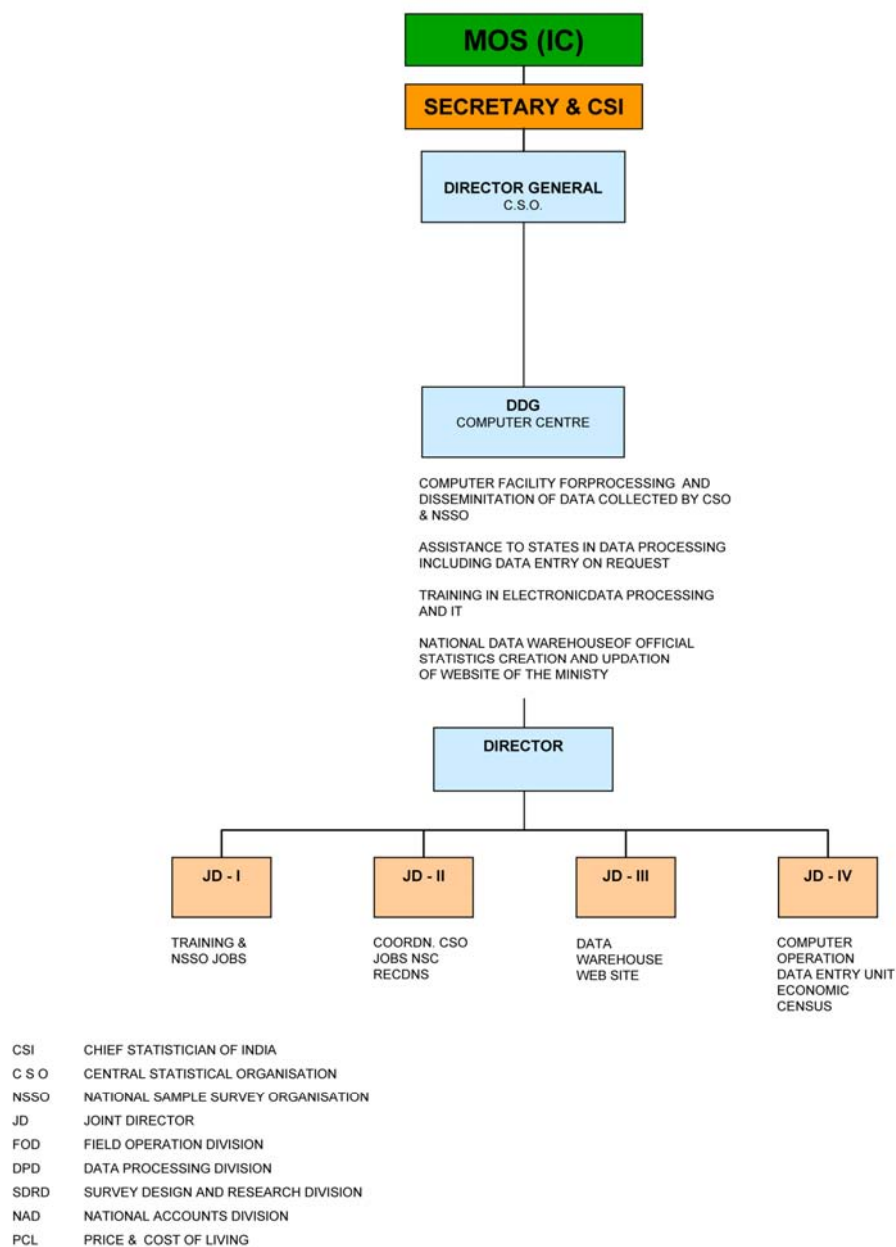 MOS (IC)
SECRETARY & CSI
DIRECTOR GENERAL
C.S.O.
DDG
COMPUTER CENTRE
COMPUTER FACILITY FORPROCESSING AND
DISSEMINITATION OF DATA COLLECTED BY CSO
& NSSO
ASSISTANCE TO STATES IN DATA PROCESSING
INCLUDING DATA ENTRY ON REQUEST
TRAINING IN ELECTRONICDATA PROCESSING
AND IT
NATIONAL DATA WAREHOUSEOF OFFICIAL
STATISTICS CREATION AND UPDATION
OF WEBSITE OF THE MINISTY
DIRECTOR
JD - I
TRAINING &
NSSO JOBS
JD - II
COORDN. CSO
JOBS NSC
RECDNS
JD - III
DATA
WAREHOUSE
WEB SITE
JD - IV
COMPUTER
OPERATION
DATA ENTRY UNIT
ECONOMIC
CENSUS
CSI CHIEF STATISTICIAN OF INDIA
C S O CENTRAL STATISTICAL ORGANISATION
NSSO NATIONAL SAMPLE SURVEY ORGANISATION
JD JOINT DIRECTOR
FOD FIELD OPERATION DIVISION
DPD DATA PROCESSING DIVISION
SDRD SURVEY DESIGN AND RESEARCH DIVISION
NAD NATIONAL ACCOUNTS DIVISION
PCL PRICE & COST OF LIVING